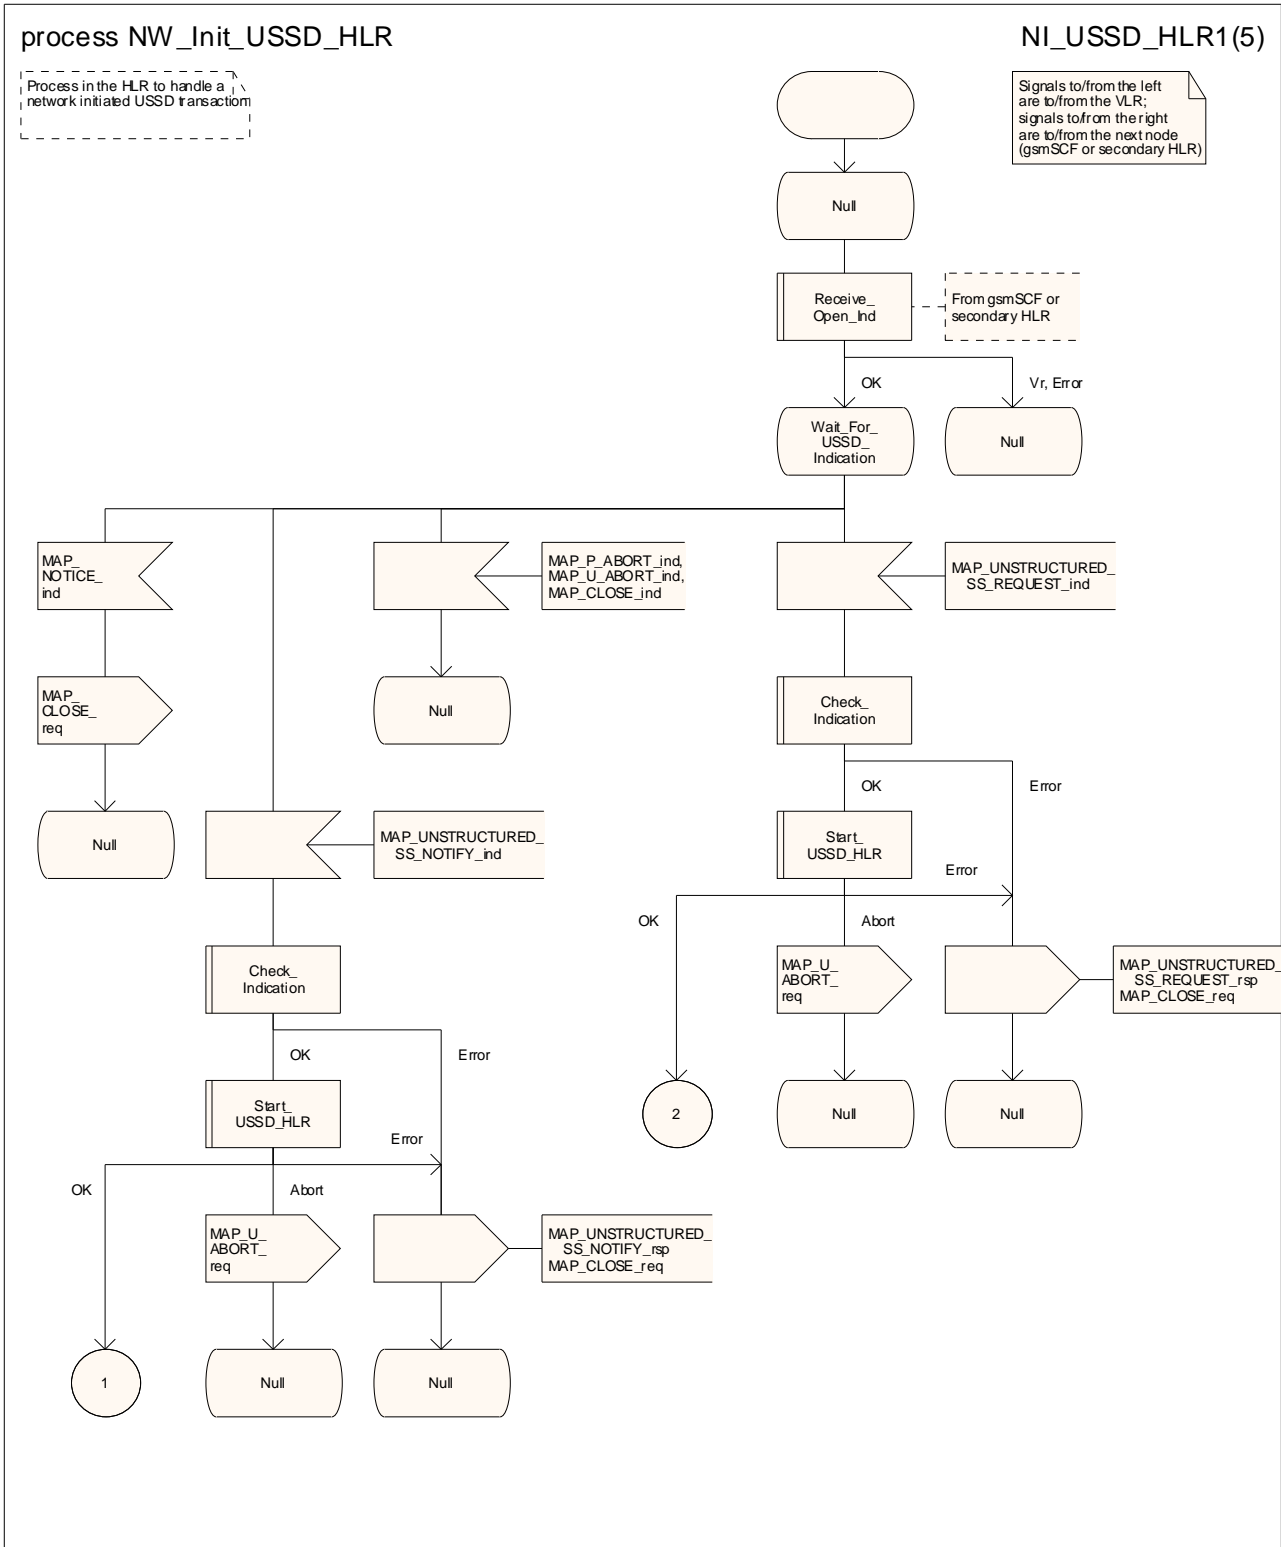 process NW_Init_USSD_HLR
NI_USSD_HLR1(5)
Process in the HLR to handle a
network initiated USSD transaction
Signals to/from the left
are to/from the VLR;
signals to/from the right
are to/from the next node
(gsmSCF or secondary HLR)
Null
Receive_
Open_Ind
From gsmSCF or
secondary HLR
OK
Vr, Error
Wait_For_
USSD_
Indication
Null
MAP_
NOTICE_
ind
MAP_P_ABORT_ind,
MAP_U_ABORT_ind,
MAP_CLOSE_ind
MAP_UNSTRUCTURED_
SS_REQUEST_ind
MAP_
CLOSE_
req
Null
Check_
Indication
OK
Error
Null
MAP_UNSTRUCTURED_
SS_NOTIFY_ind
Start_
USSD_HLR
Error
OK
Abort
Check_
Indication
MAP_U_
ABORT_
req
MAP_UNSTRUCTURED_
SS_REQUEST_rsp
MAP_CLOSE_req
OK
Error
Start_
USSD_HLR
2
Null
Null
Error
OK
Abort
MAP_U_
ABORT_
req
MAP_UNSTRUCTURED_
SS_NOTIFY_rsp
MAP_CLOSE_req
1
Null
Null